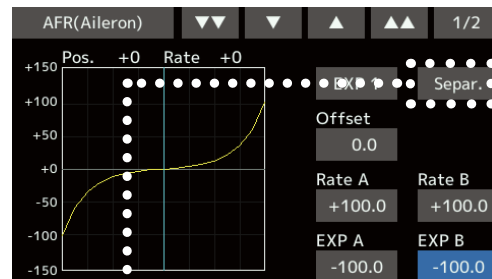 AFR(Aileron) ▼▼ ▼ ▲ ▲▲ 1/2
Pos. +0 Rate +0
+150
+100
+50
+0
-50
-100
-150
EXP 1 Separ.
Offset
0.0
Rate A Rate B
+100.0 +100.0
EXP A EXP B
-100.0 -100.0